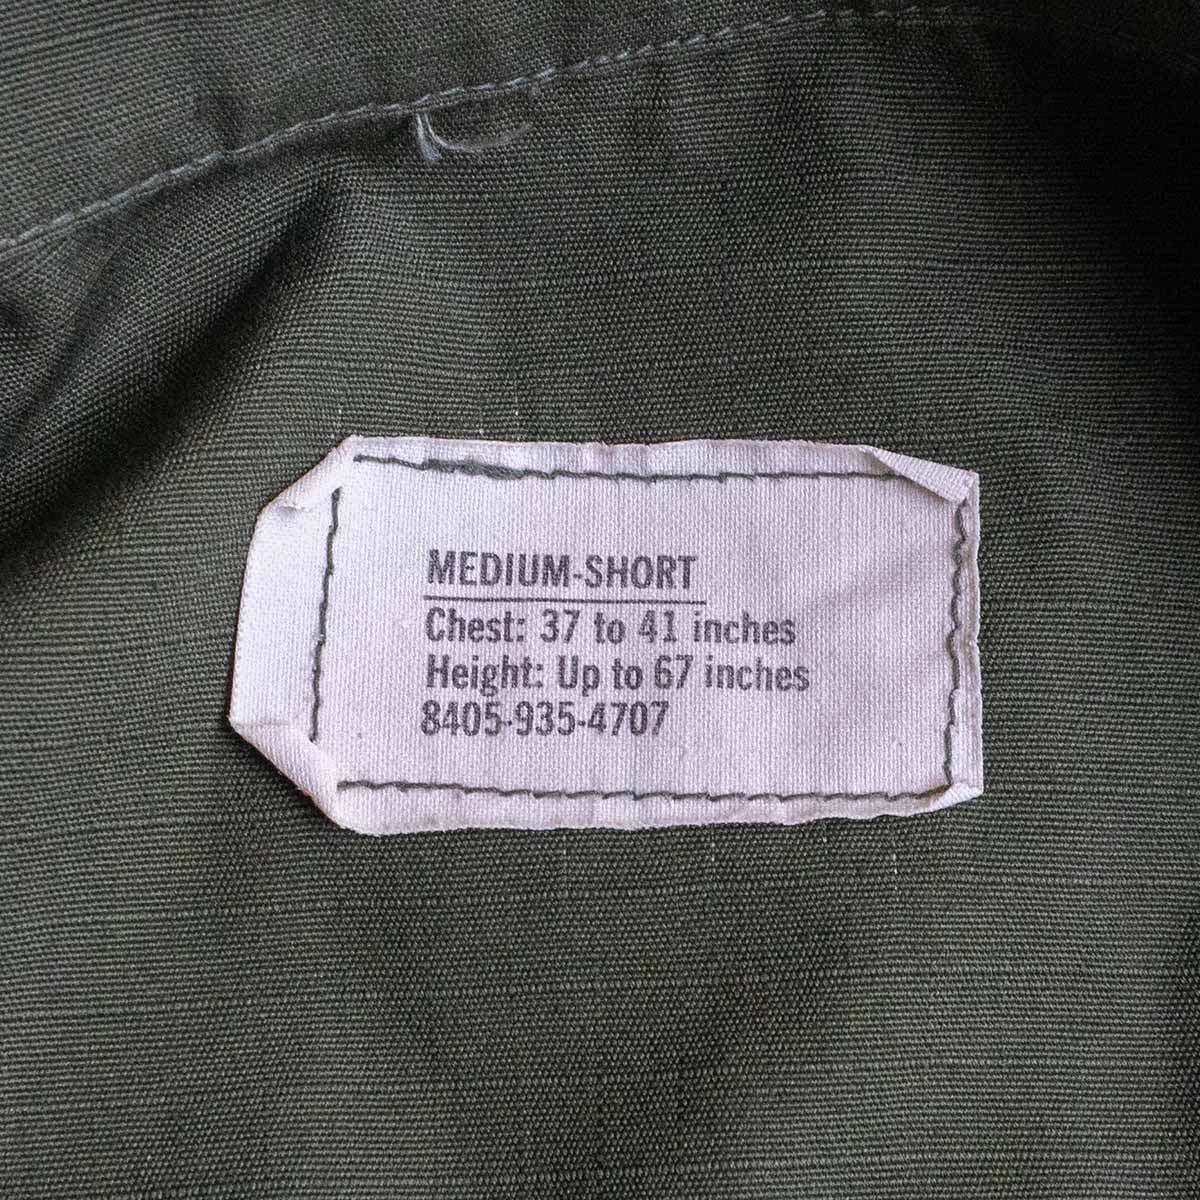 MEDIUM-SHORT
Chest: 37 to 41 inches
Height: Up to 67 inches
8405-935-4707